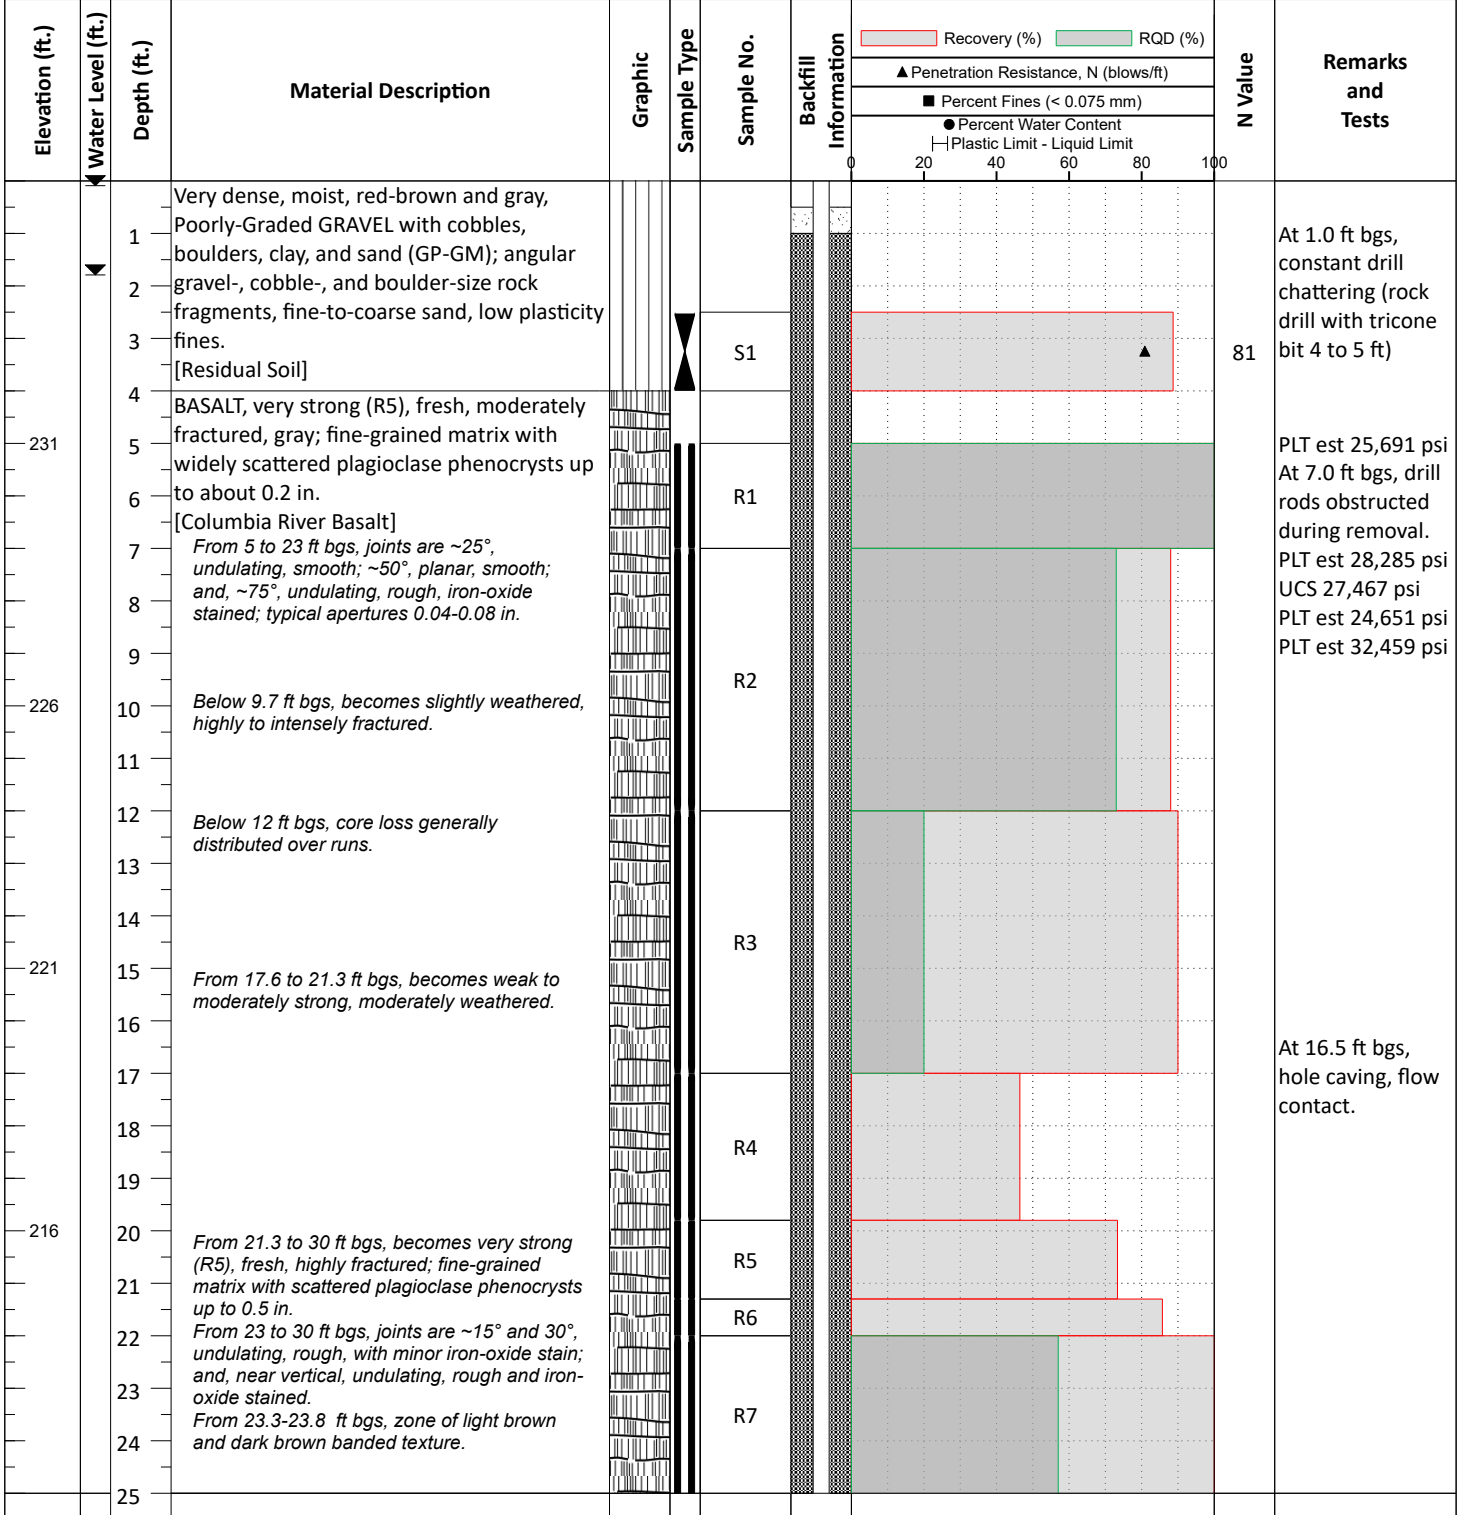 Elevation (ft.)
Water Level (ft.)
Depth (ft.)
Material Description
Graphic
Sample Type
Sample No.
Backfill
Information
Recovery (%) RQD (%)
▲ Penetration Resistance, N (blows/ft)
■ Percent Fines (< 0.075 mm)
● Percent Water Content
Plastic Limit - Liquid Limit
0 20 40 60 80 100
N Value
Remarks
and
Tests
Very dense, moist, red-brown and gray,
Poorly-Graded GRAVEL with cobbles,
boulders, clay, and sand (GP-GM); angular
gravel-, cobble-, and boulder-size rock
fragments, fine-to-coarse sand, low plasticity
fines.
[Residual Soil]
BASALT, very strong (R5), fresh, moderately
fractured, gray; fine-grained matrix with
widely scattered plagioclase phenocrysts up
to about 0.2 in.
[Columbia River Basalt]
From 5 to 23 ft bgs, joints are ~25°,
undulating, smooth; ~50°, planar, smooth;
and, ~75°, undulating, rough, iron-oxide
stained; typical apertures 0.04-0.08 in.
Below 9.7 ft bgs, becomes slightly weathered,
highly to intensely fractured.
Below 12 ft bgs, core loss generally
distributed over runs.
From 17.6 to 21.3 ft bgs, becomes weak to
moderately strong, moderately weathered.
From 21.3 to 30 ft bgs, becomes very strong
(R5), fresh, highly fractured; fine-grained
matrix with scattered plagioclase phenocrysts
up to 0.5 in.
From 23 to 30 ft bgs, joints are ~15° and 30°,
undulating, rough, with minor iron-oxide stain;
and, near vertical, undulating, rough and iron-
oxide stained.
From 23.3-23.8 ft bgs, zone of light brown
and dark brown banded texture.
231
226
221
216
1
2
3
4
5
6
7
8
9
10
11
12
13
14
15
16
17
18
19
20
21
22
23
24
25
S1
R1
R2
R3
R4
R5
R6
R7
81
At 1.0 ft bgs,
constant drill
chattering (rock
drill with tricone
bit 4 to 5 ft)
PLT est 25,691 psi
At 7.0 ft bgs, drill
rods obstructed
during removal.
PLT est 28,285 psi
UCS 27,467 psi
PLT est 24,651 psi
PLT est 32,459 psi
At 16.5 ft bgs,
hole caving, flow
contact.